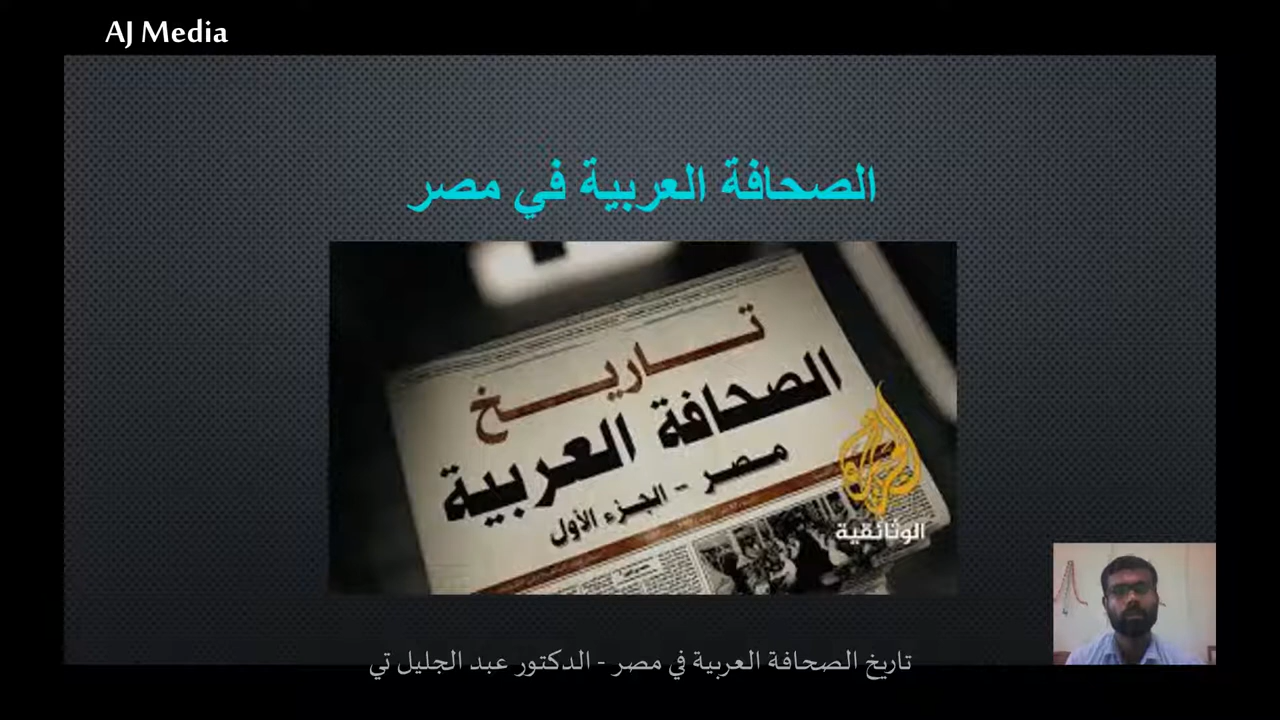 AJ Media
الصحافة العربية في مصر
تاريخ
الصحافة العربية
مصر - الجزء الأول
الجزيرة
الوثائقية
تاريخ الصحافة العربية في مصر - الدكتور عبد الجليل تي